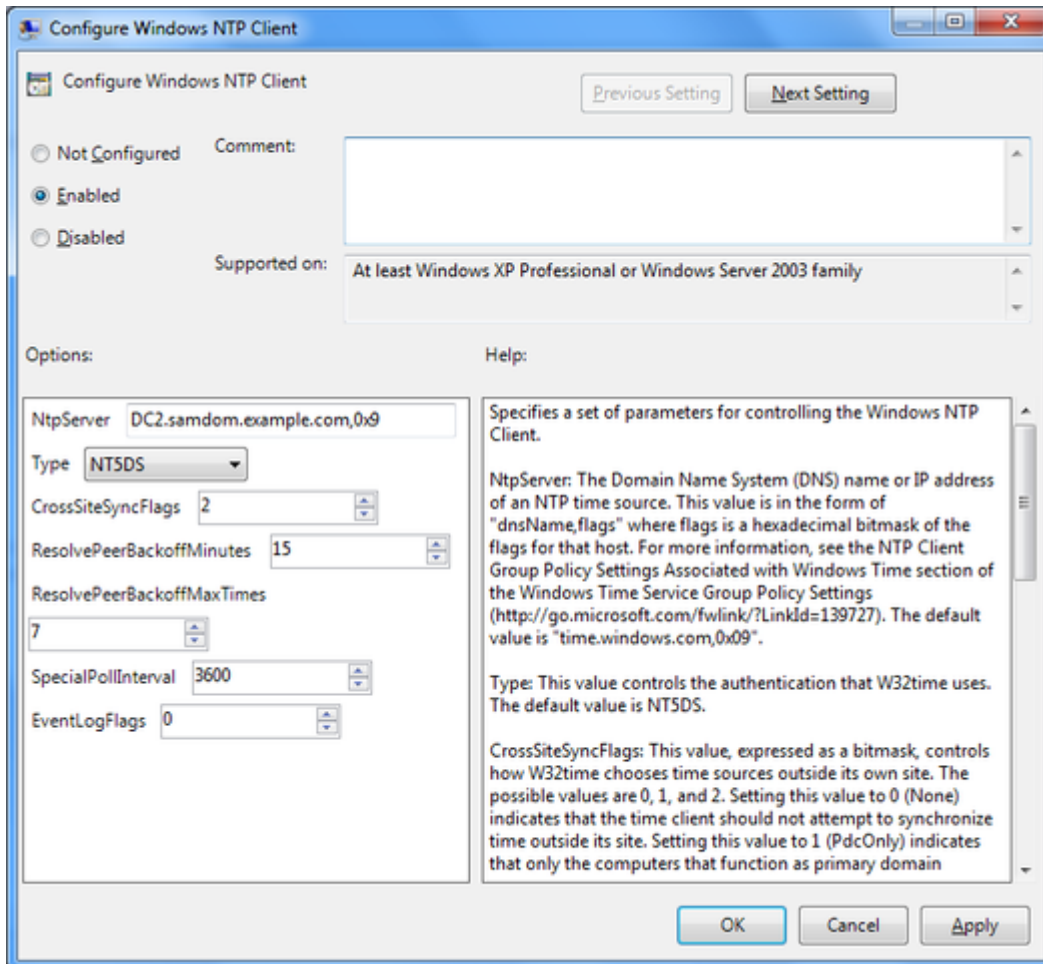 Configure Windows NTP Client
Configure Windows NTP Client
Previous Setting
Next Setting
Not Configured
Comment:
Enabled
Disabled
Supported on:
At least Windows XP Professional or Windows Server 2003 family
Options:
Help:
NtpServer DC2.samdom.example.com,0x9
Type NT5DS
CrossSiteSyncFlags 2
ResolvePeerBackoffMinutes 15
ResolvePeerBackoffMaxTimes
7
SpecialPollInterval 3600
EventLogFlags 0
Specifies a set of parameters for controlling the Windows NTP
Client.
NtpServer: The Domain Name System (DNS) name or IP address
of an NTP time source. This value is in the form of
"dnsName,flags" where flags is a hexadecimal bitmask of the
flags for that host. For more information, see the NTP Client
Group Policy Settings Associated with Windows Time section of
the Windows Time Service Group Policy Settings
(http://go.microsoft.com/fwlink/?LinkId=139727). The default
value is "time.windows.com,0x09".
Type: This value controls the authentication that W32time uses.
The default value is NT5DS.
CrossSiteSyncFlags: This value, expressed as a bitmask, controls
how W32time chooses time sources outside its own site. The
possible values are 0, 1, and 2. Setting this value to 0 (None)
indicates that the time client should not attempt to synchronize
time outside its site. Setting this value to 1 (PdcOnly) indicates
that only the computers that function as primary domain
OK
Cancel
Apply